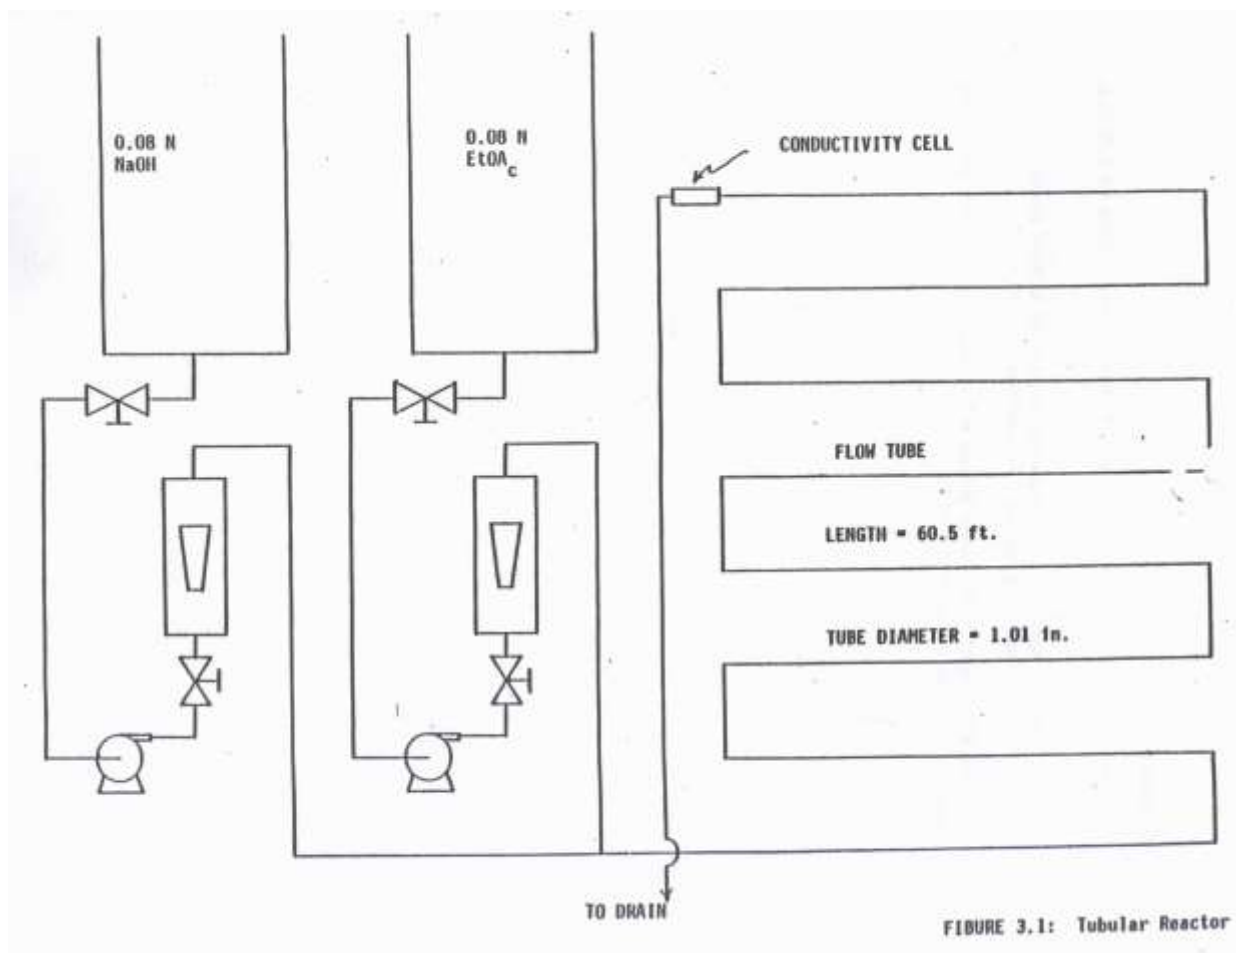 0.08 N
NaOH
0.08 N
EtOAc
CONDUCTIVITY CELL
FLOW TUBE
LENGTH = 60.5 ft.
TUBE DIAMETER = 1.01 in.
TO DRAIN
FIBURE 3.1: Tubular Reactor